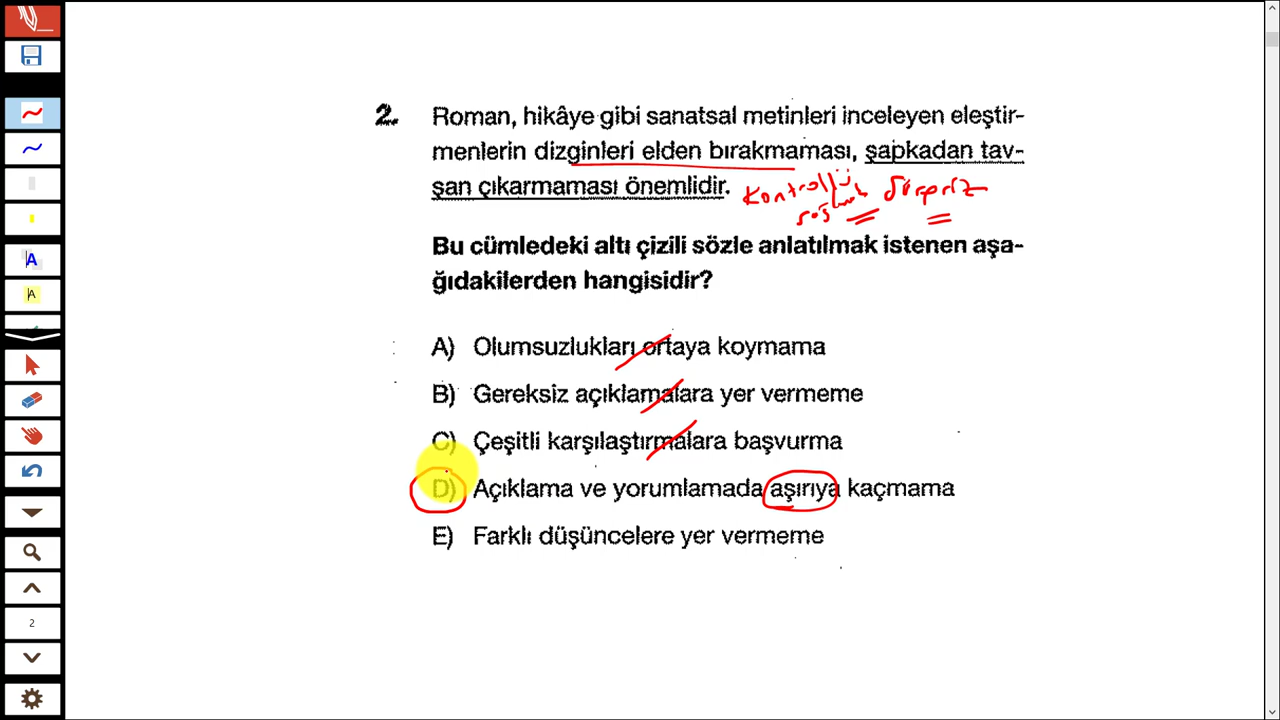 2. Roman, hikâye gibi sanatsal metinleri inceleyen eleştir-
menlerin dizginleri elden bırakmaması, şapkadan tav-
şan çıkarmaması önemlidir.
Kontrollü sürpriz
Bu cümledeki altı çizili sözle anlatılmak istenen aşa-
ğıdakilerden hangisidir?
A) Olumsuzlukları ortaya koymama
B) Gereksiz açıklamalara yer vermeme
C) Çeşitli karşılaştırmalara başvurma
D) Açıklama ve yorumlamada aşırıya kaçmama
E) Farklı düşüncelere yer vermeme
A
A
2